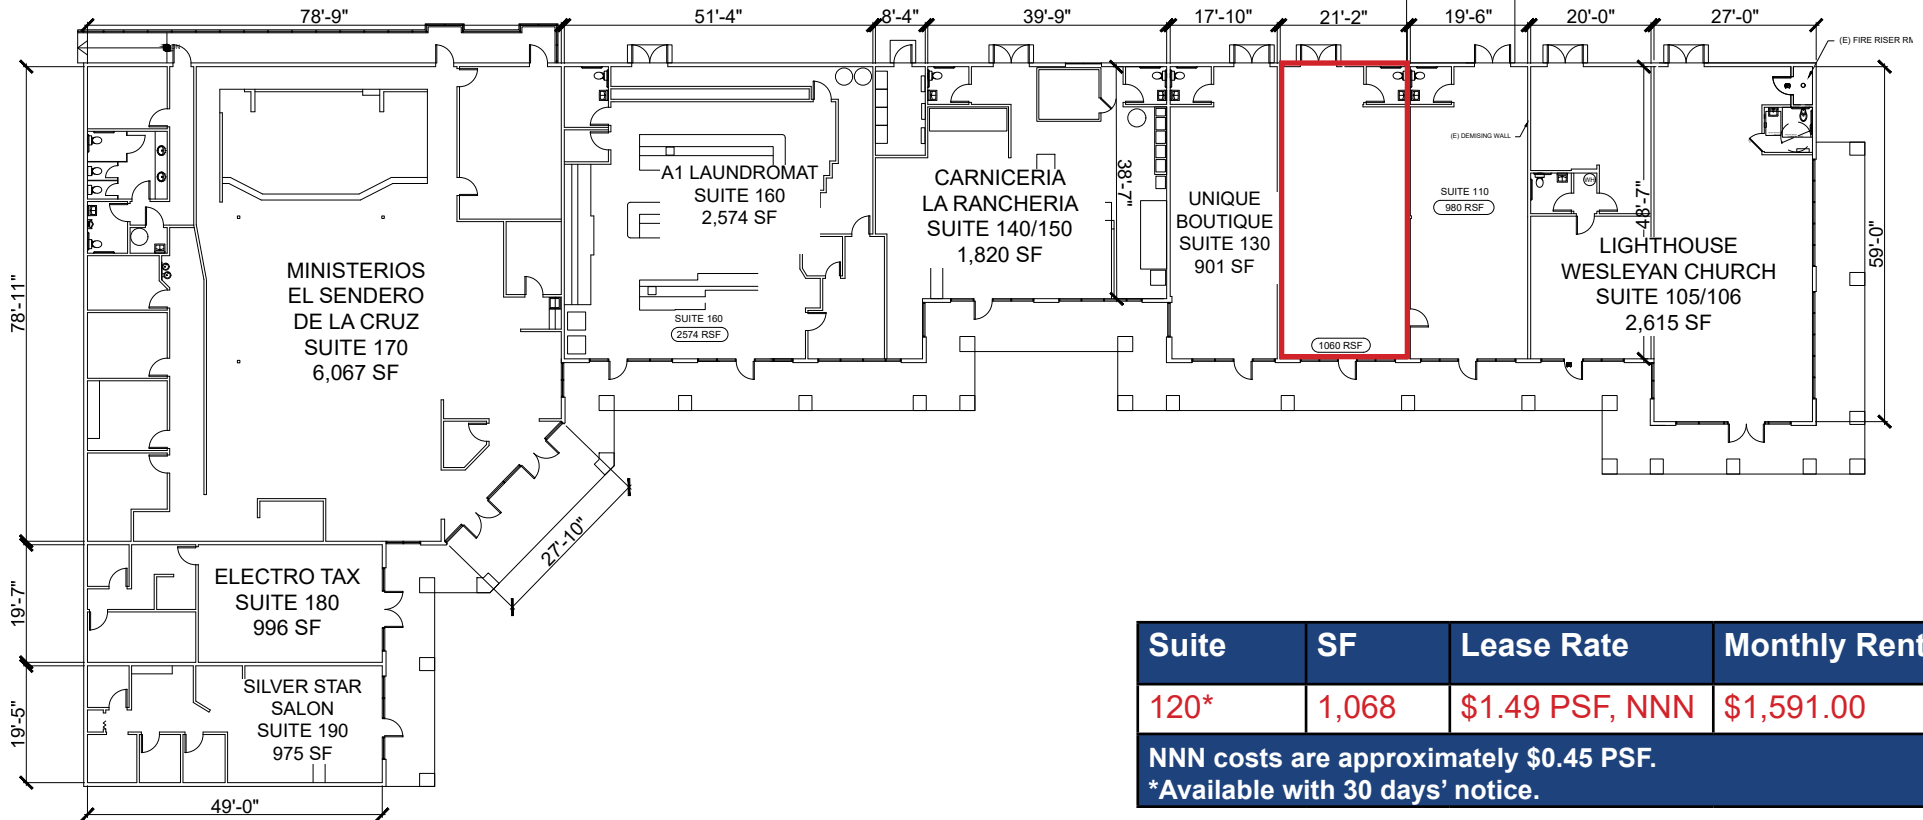 78'-9"
51'-4"
8'-4"
39'-9"
17'-10"
21'-2"
19'-6"
20'-0"
27'-0"
(E) FIRE RISER RM
(E) DEMISING WALL
78'-11"
MINISTERIOS
EL SENDERO
DE LA CRUZ
SUITE 170
6,067 SF
A1 LAUNDROMAT
SUITE 160
2,574 SF
SUITE 160
2574 RSF
CARNICERIA
LA RANCHERIA
SUITE 140/150
1,820 SF
38'-7"
UNIQUE
BOUTIQUE
SUITE 130
901 SF
1060 RSF
SUITE 110
980 RSF
WH
48'-7"
LIGHTHOUSE
WESLEYAN CHURCH
SUITE 105/106
2,615 SF
59'-0"
27'-10"
19'-7"
ELECTRO TAX
SUITE 180
996 SF
19'-5"
SILVER STAR
SALON
SUITE 190
975 SF
49'-0"
Suite SF Lease Rate Monthly Rent
120* 1,068 $1.49 PSF, NNN $1,591.00
NNN costs are approximately $0.45 PSF.
*Available with 30 days’ notice.